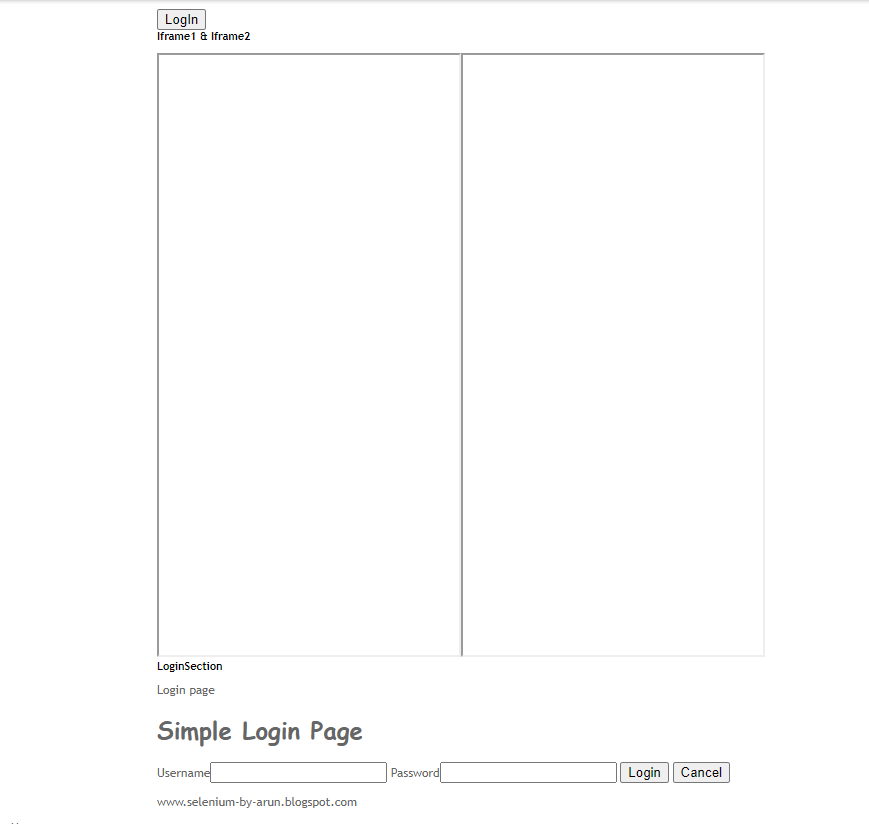 LogIn
Iframe1 & Iframe2
LoginSection
Login page
Simple Login Page
Username Password Login Cancel
www.selenium-by-arun.blogspot.com